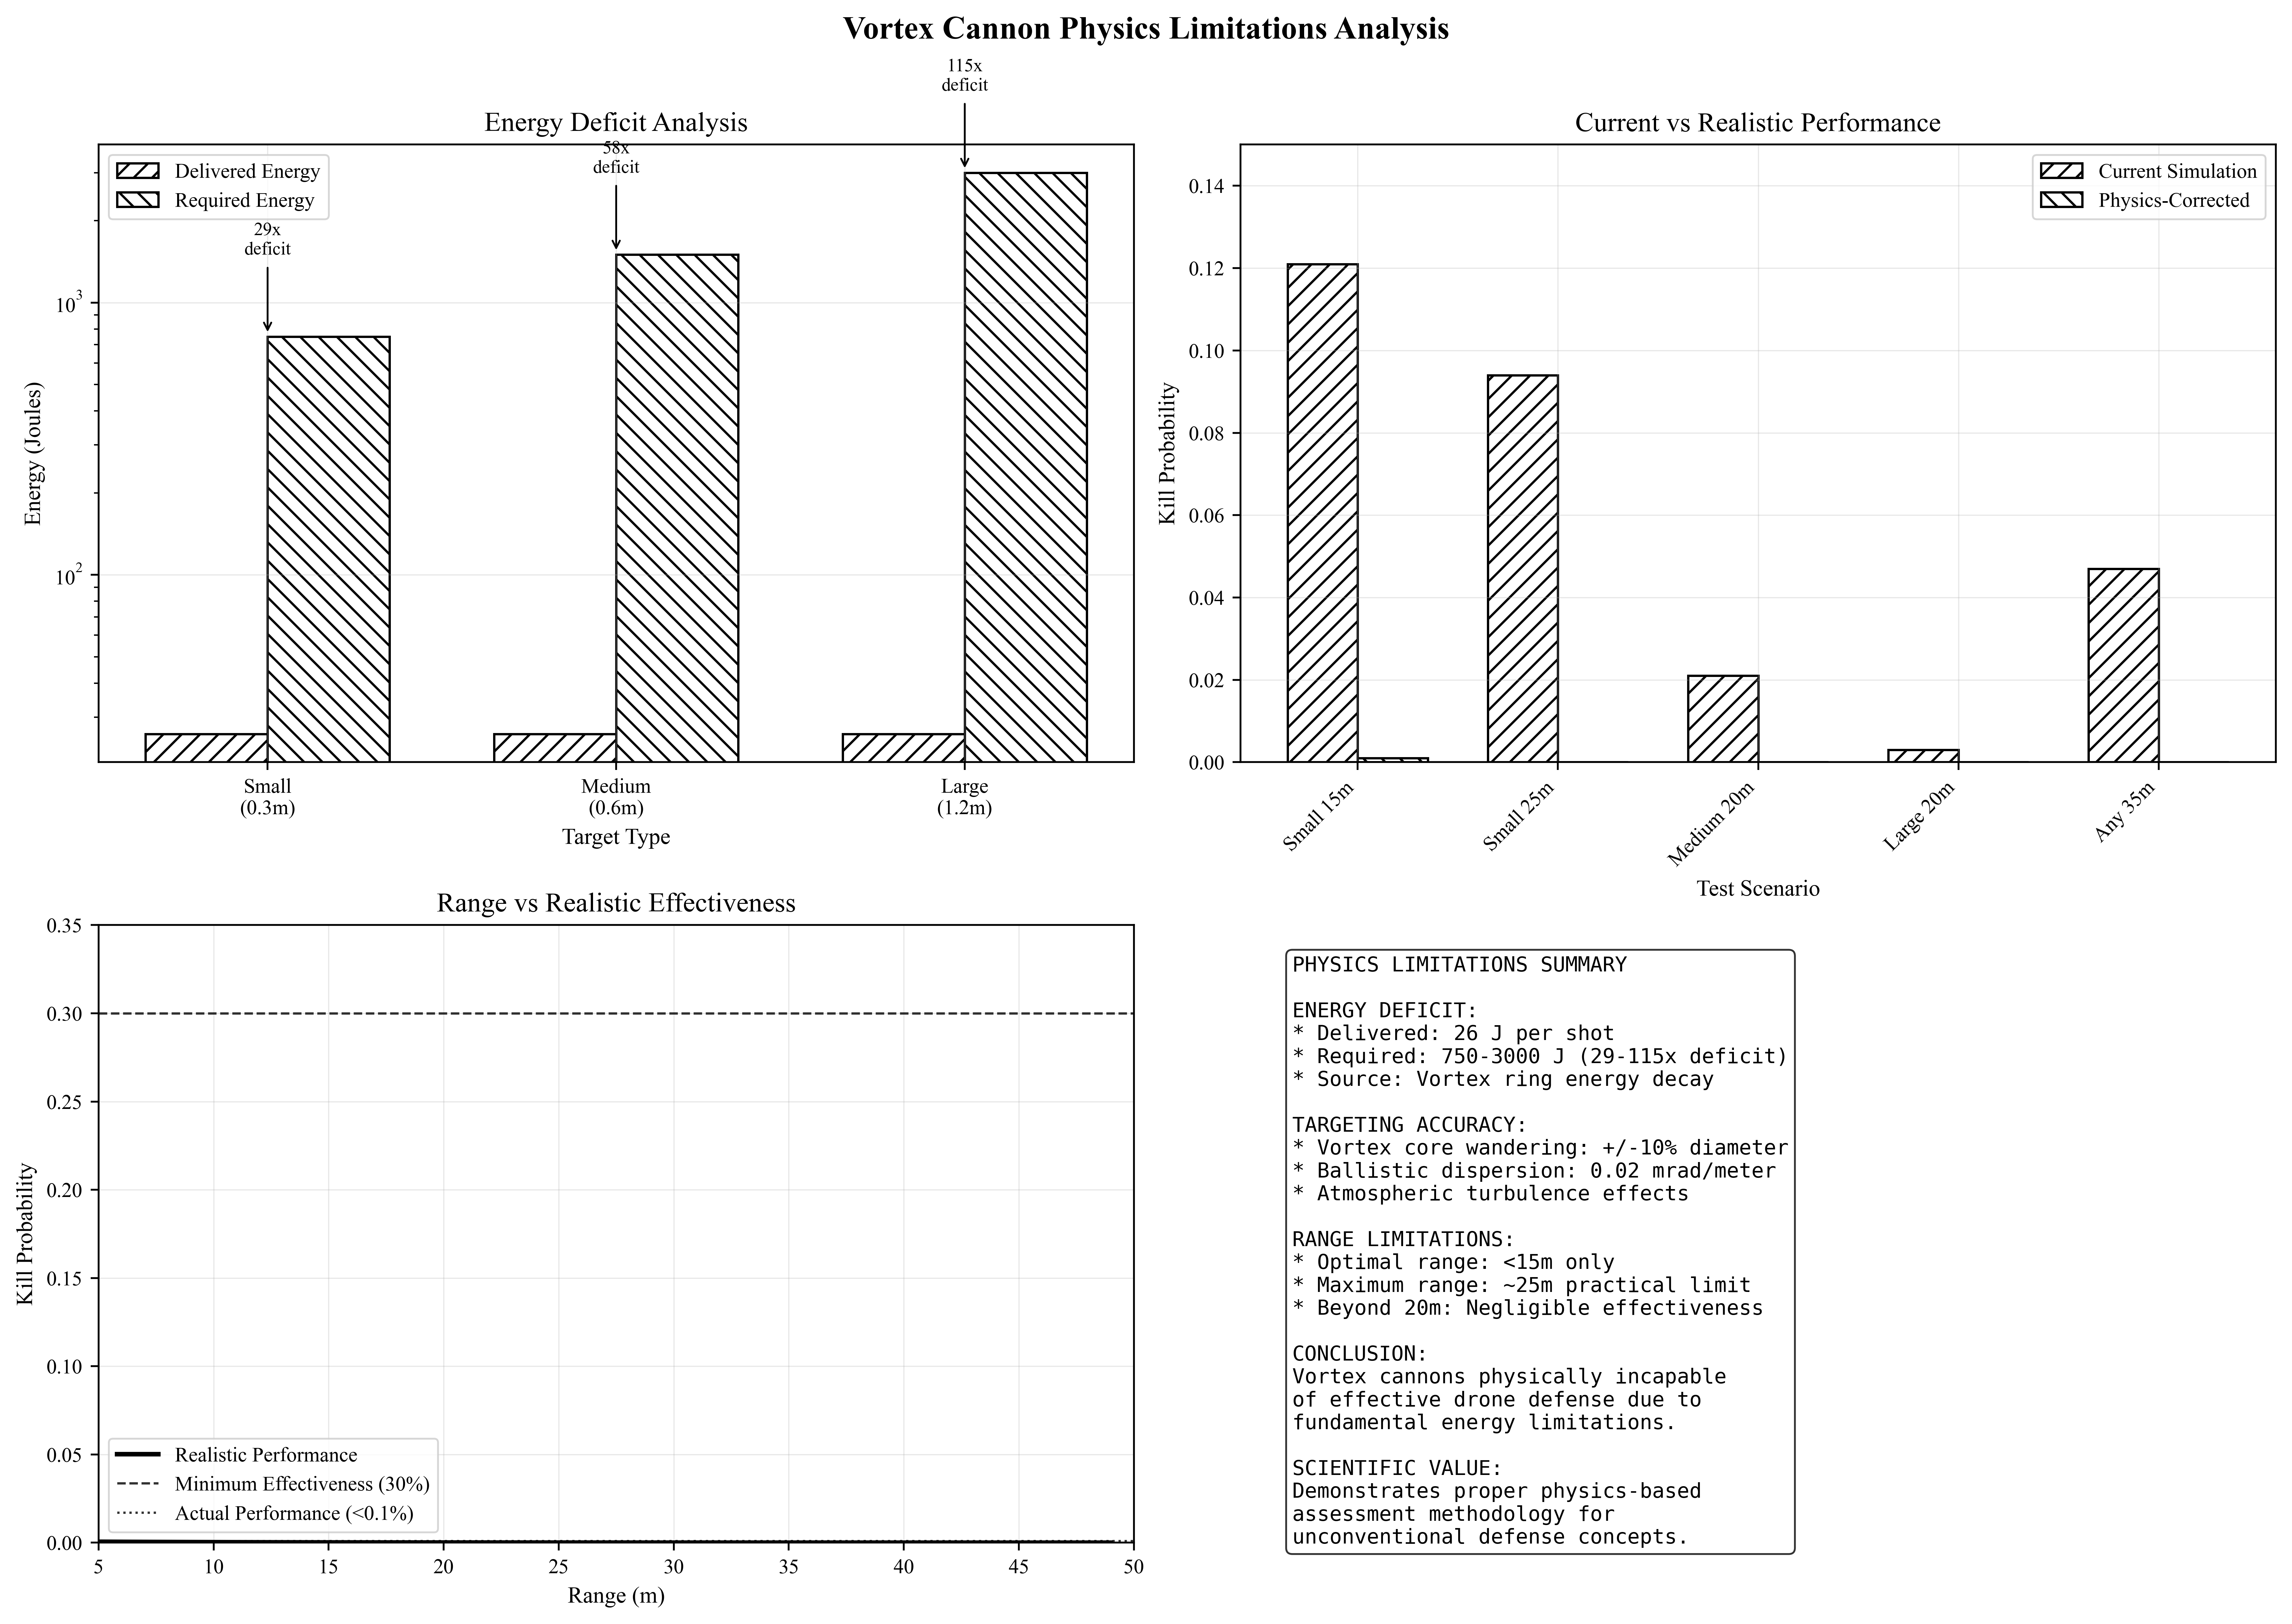 Vortex Cannon Physics Limitations Analysis
Energy Deficit Analysis
115x
deficit
58x
deficit
29x
deficit
Delivered Energy
Required Energy
10^3
10^2
Energy (Joules)
Small
(0.3m)
Medium
(0.6m)
Large
(1.2m)
Target Type
Current vs Realistic Performance
Current Simulation
Physics-Corrected
0.14
0.12
0.10
0.08
0.06
0.04
0.02
0.00
Kill Probability
Small 15m
Small 25m
Medium 20m
Large 20m
Any 35m
Test Scenario
Range vs Realistic Effectiveness
0.35
0.30
0.25
0.20
0.15
0.10
0.05
0.00
Kill Probability
Realistic Performance
Minimum Effectiveness (30%)
Actual Performance (<0.1%)
5
10
15
20
25
30
35
40
45
50
Range (m)
PHYSICS LIMITATIONS SUMMARY
ENERGY DEFICIT:
* Delivered: 26 J per shot
* Required: 750-3000 J (29-115x deficit)
* Source: Vortex ring energy decay
TARGETING ACCURACY:
* Vortex core wandering: +/-10% diameter
* Ballistic dispersion: 0.02 mrad/meter
* Atmospheric turbulence effects
RANGE LIMITATIONS:
* Optimal range: <15m only
* Maximum range: ~25m practical limit
* Beyond 20m: Negligible effectiveness
CONCLUSION:
Vortex cannons physically incapable
of effective drone defense due to
fundamental energy limitations.
SCIENTIFIC VALUE:
Demonstrates proper physics-based
assessment methodology for
unconventional defense concepts.